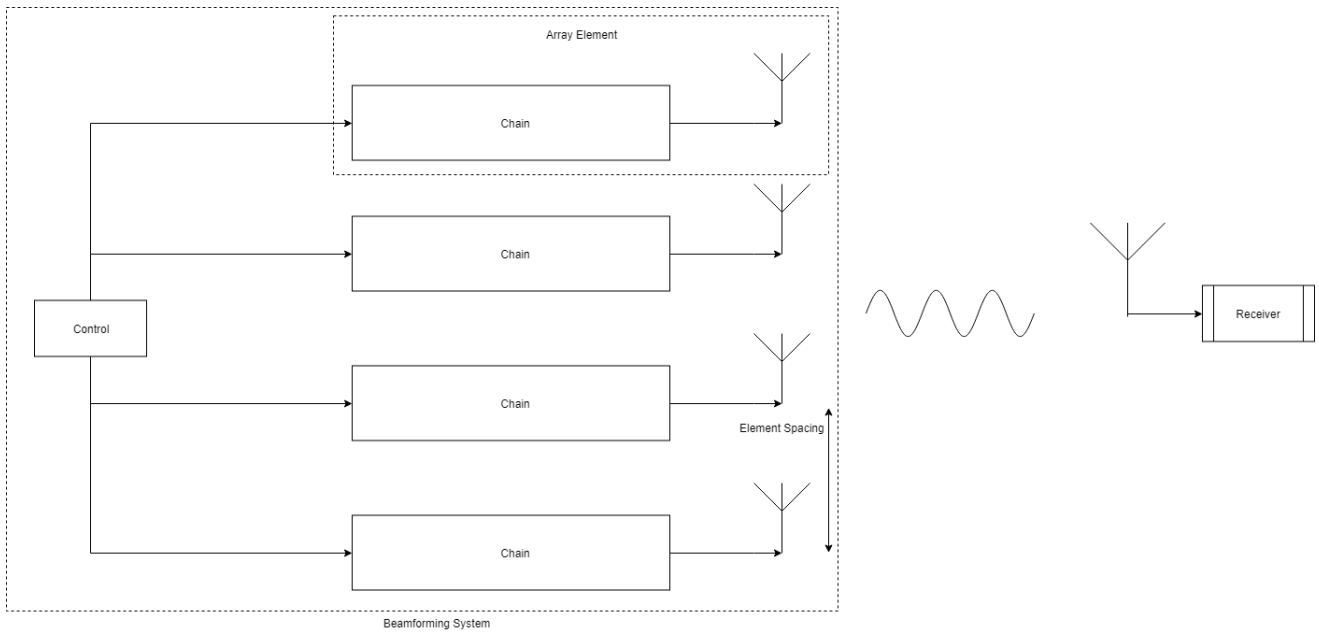 Array Element
Chain
Chain
Control
Receiver
Chain
Element Spacing
Chain
Beamforming System